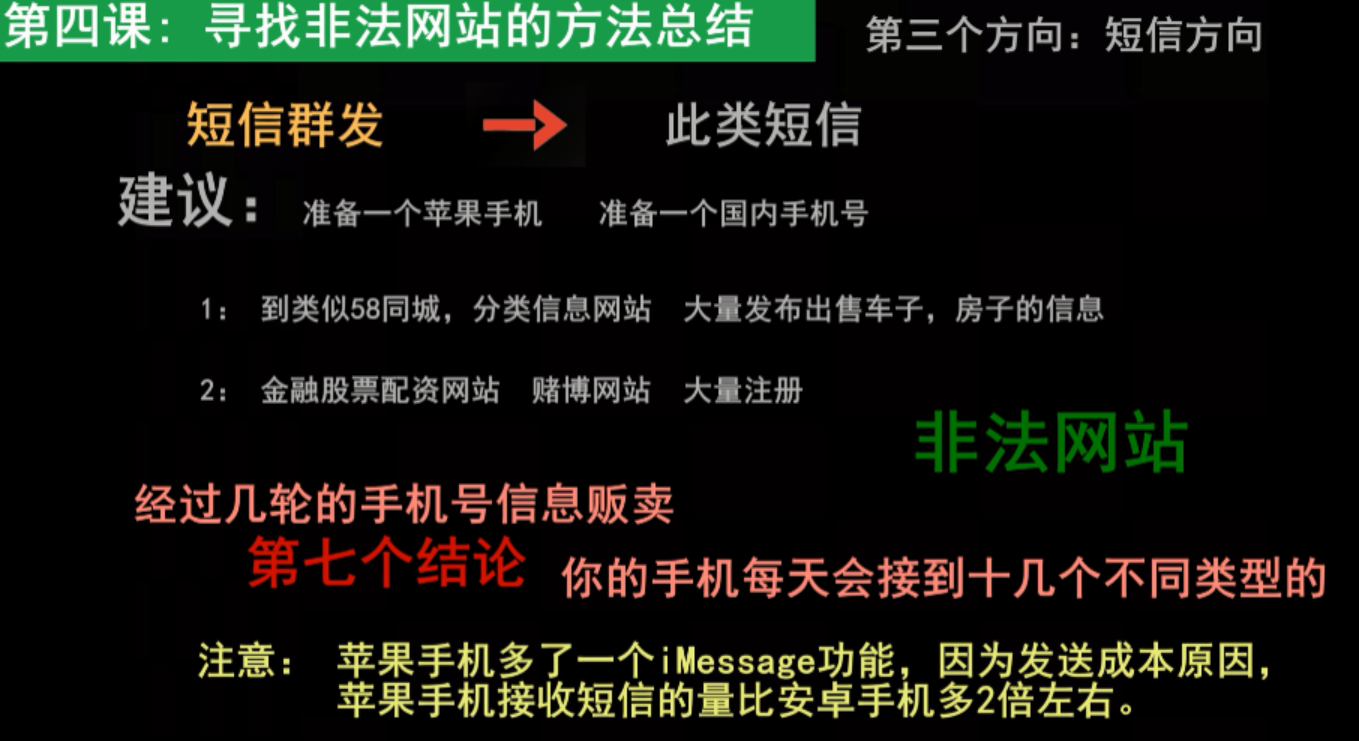 第四课: 寻找非法网站的方法总结
第三个方向: 短信方向
短信群发
此类短信
建议: 准备一个苹果手机 准备一个国内手机号
1: 到类似58同城, 分类信息网站 大量发布出售车子, 房子的信息
2: 金融股票配资网站 赌博网站 大量注册
非法网站
经过几轮的手机号信息贩卖
第七个结论 你的手机每天会接到十几个不同类型的
注意: 苹果手机多了一个iMessage功能, 因为发送成本原因,
苹果手机接收短信的量比安卓手机多2倍左右。